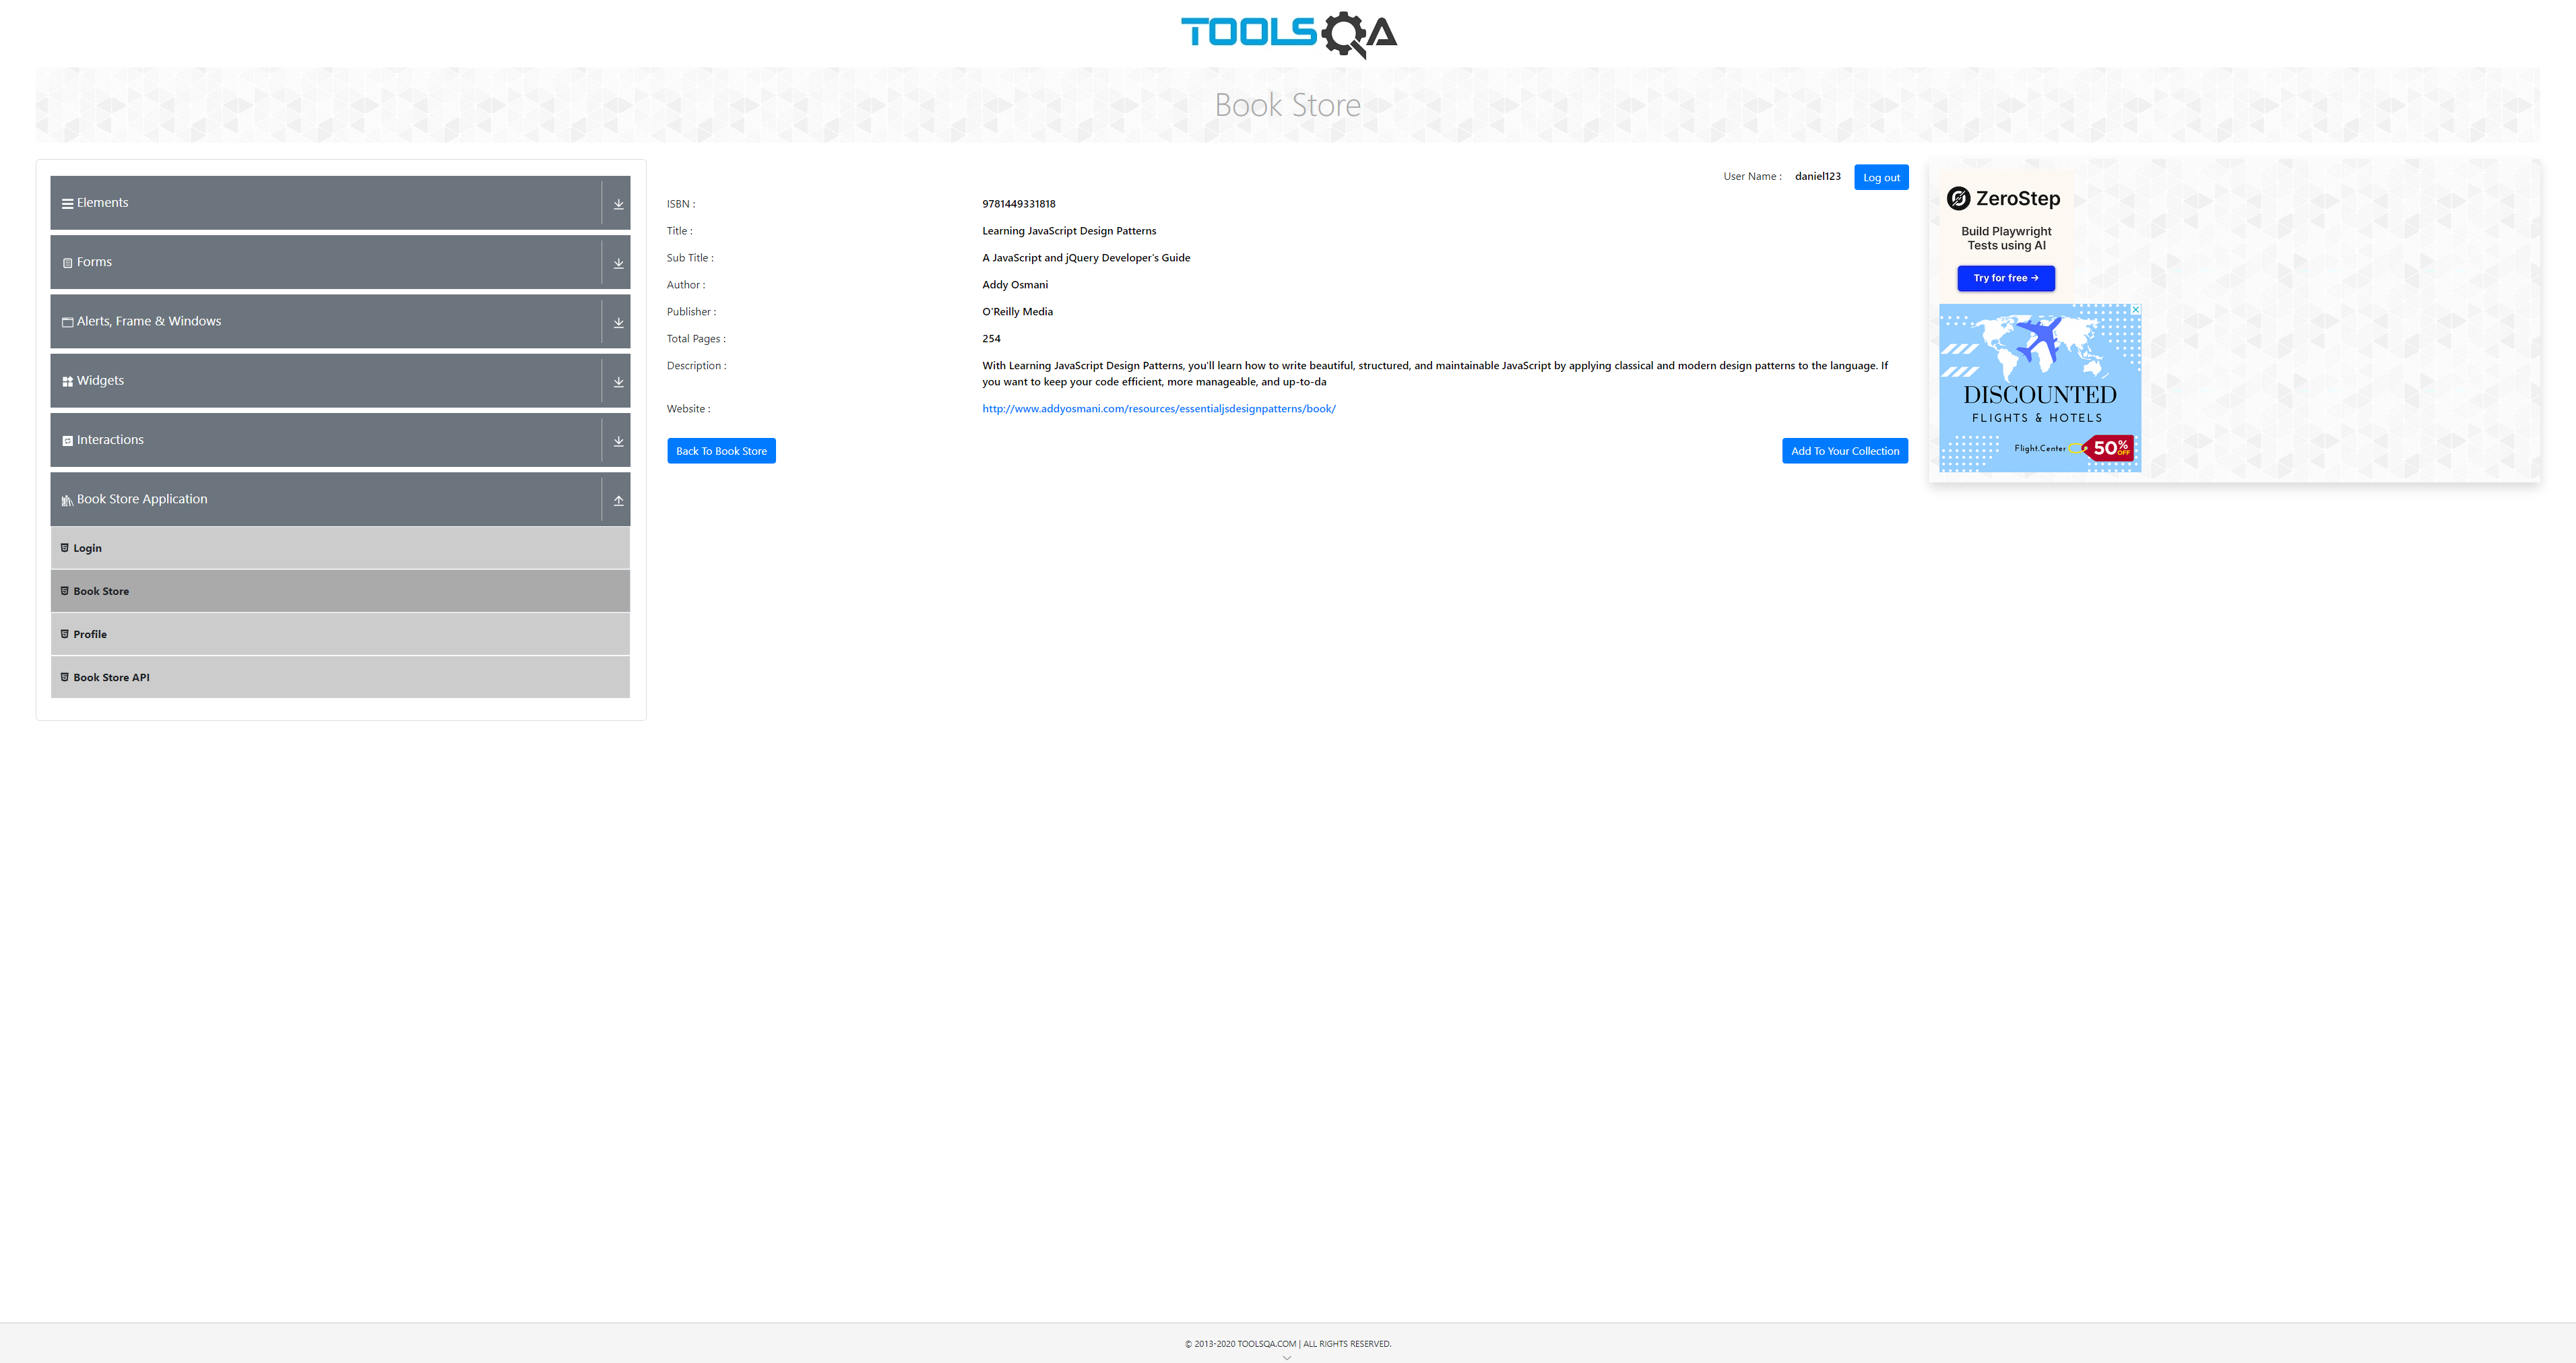 TOOLSQA
Book Store
Elements
Forms
Alerts, Frame & Windows
Widgets
Interactions
Book Store Application
Login
Book Store
Profile
Book Store API
User Name : daniel123 Log out
ISBN : 9781449331818
Title : Learning JavaScript Design Patterns
Sub Title : A JavaScript and jQuery Developer's Guide
Author : Addy Osmani
Publisher : O'Reilly Media
Total Pages : 254
Description : With Learning JavaScript Design Patterns, you'll learn how to write beautiful, structured, and maintainable JavaScript by applying classical and modern design patterns to the language. If
you want to keep your code efficient, more manageable, and up-to-da
Website : http://www.addyosmani.com/resources/essentialjsdesignpatterns/book/
Back To Book Store Add To Your Collection
ZeroStep
Build Playwright
Tests using AI
Try for free →
DISCOUNTED
FLIGHTS & HOTELS
Flight.Center 50% OFF
© 2013-2020 TOOLSQA.COM | ALL RIGHTS RESERVED.